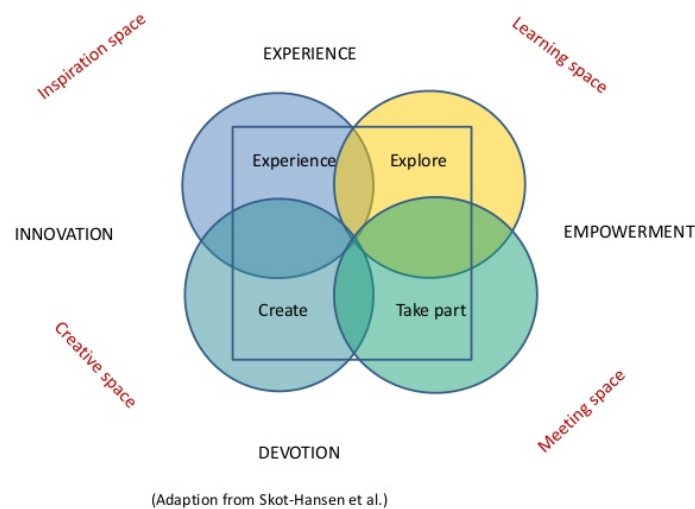 Inspiration space
EXPERIENCE
Learning space
Experience
Explore
INNOVATION
EMPOWERMENT
Create
Take part
Creative space
Meeting space
DEVOTION
(Adaption from Skot-Hansen et al.)